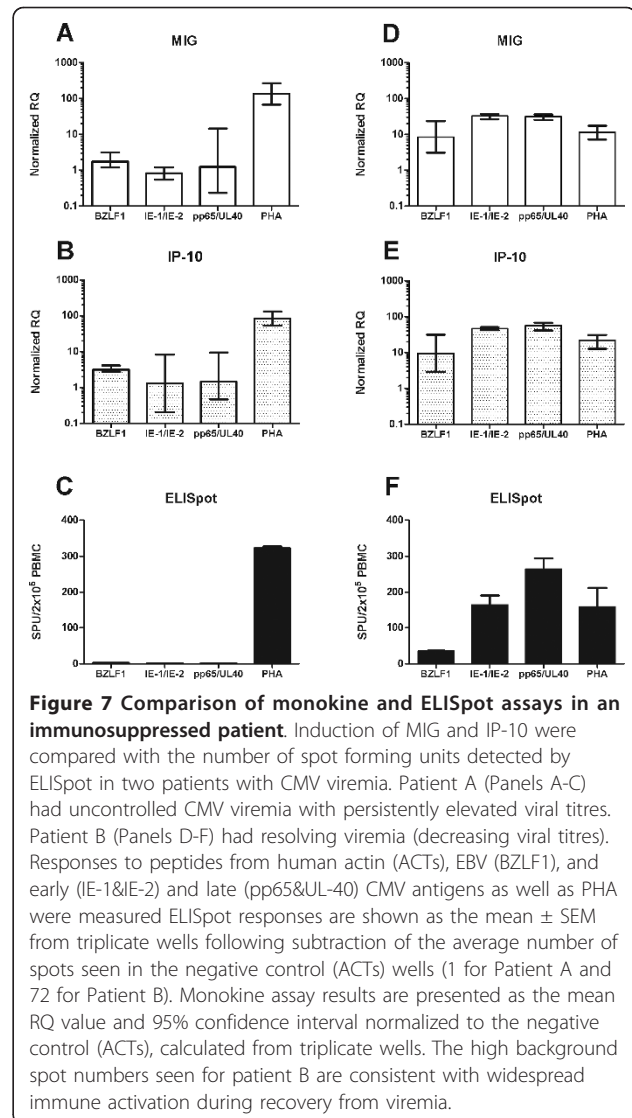 A
MIG
Normalized RQ
1000
100
10
1
0.1
BZLF1 IE-1/IE-2 pp65/UL40 PHA
D
MIG
Normalized RQ
1000
100
10
1
0.1
BZLF1 IE-1/IE-2 pp65/UL40 PHA
B
IP-10
Normalized RQ
1000
100
10
1
0.1
BZLF1 IE-1/IE-2 pp65/UL40 PHA
E
IP-10
Normalized RQ
1000
100
10
1
0.1
BZLF1 IE-1/IE-2 pp65/UL40 PHA
C
ELISpot
SPU/2x10⁵ PBMC
400
300
200
100
0
BZLF1 IE-1/IE-2 pp65/UL40 PHA
F
ELISpot
SPU/2x10⁵ PBMC
400
300
200
100
0
BZLF1 IE-1/IE-2 pp65/UL40 PHA
Figure 7 Comparison of monokine and ELISpot assays in an
immunosuppressed patient. Induction of MIG and IP-10 were
compared with the number of spot forming units detected by
ELISpot in two patients with CMV viremia. Patient A (Panels A-C)
had uncontrolled CMV viremia with persistently elevated viral titres.
Patient B (Panels D-F) had resolving viremia (decreasing viral titres).
Responses to peptides from human actin (ACTs), EBV (BZLF1), and
early (IE-1&IE-2) and late (pp65&UL-40) CMV antigens as well as PHA
were measured ELISpot responses are shown as the mean ± SEM
from triplicate wells following subtraction of the average number of
spots seen in the negative control (ACTs) wells (1 for Patient A and
72 for Patient B). Monokine assay results are presented as the mean
RQ value and 95% confidence interval normalized to the negative
control (ACTs), calculated from triplicate wells. The high background
spot numbers seen for patient B are consistent with widespread
immune activation during recovery from viremia.